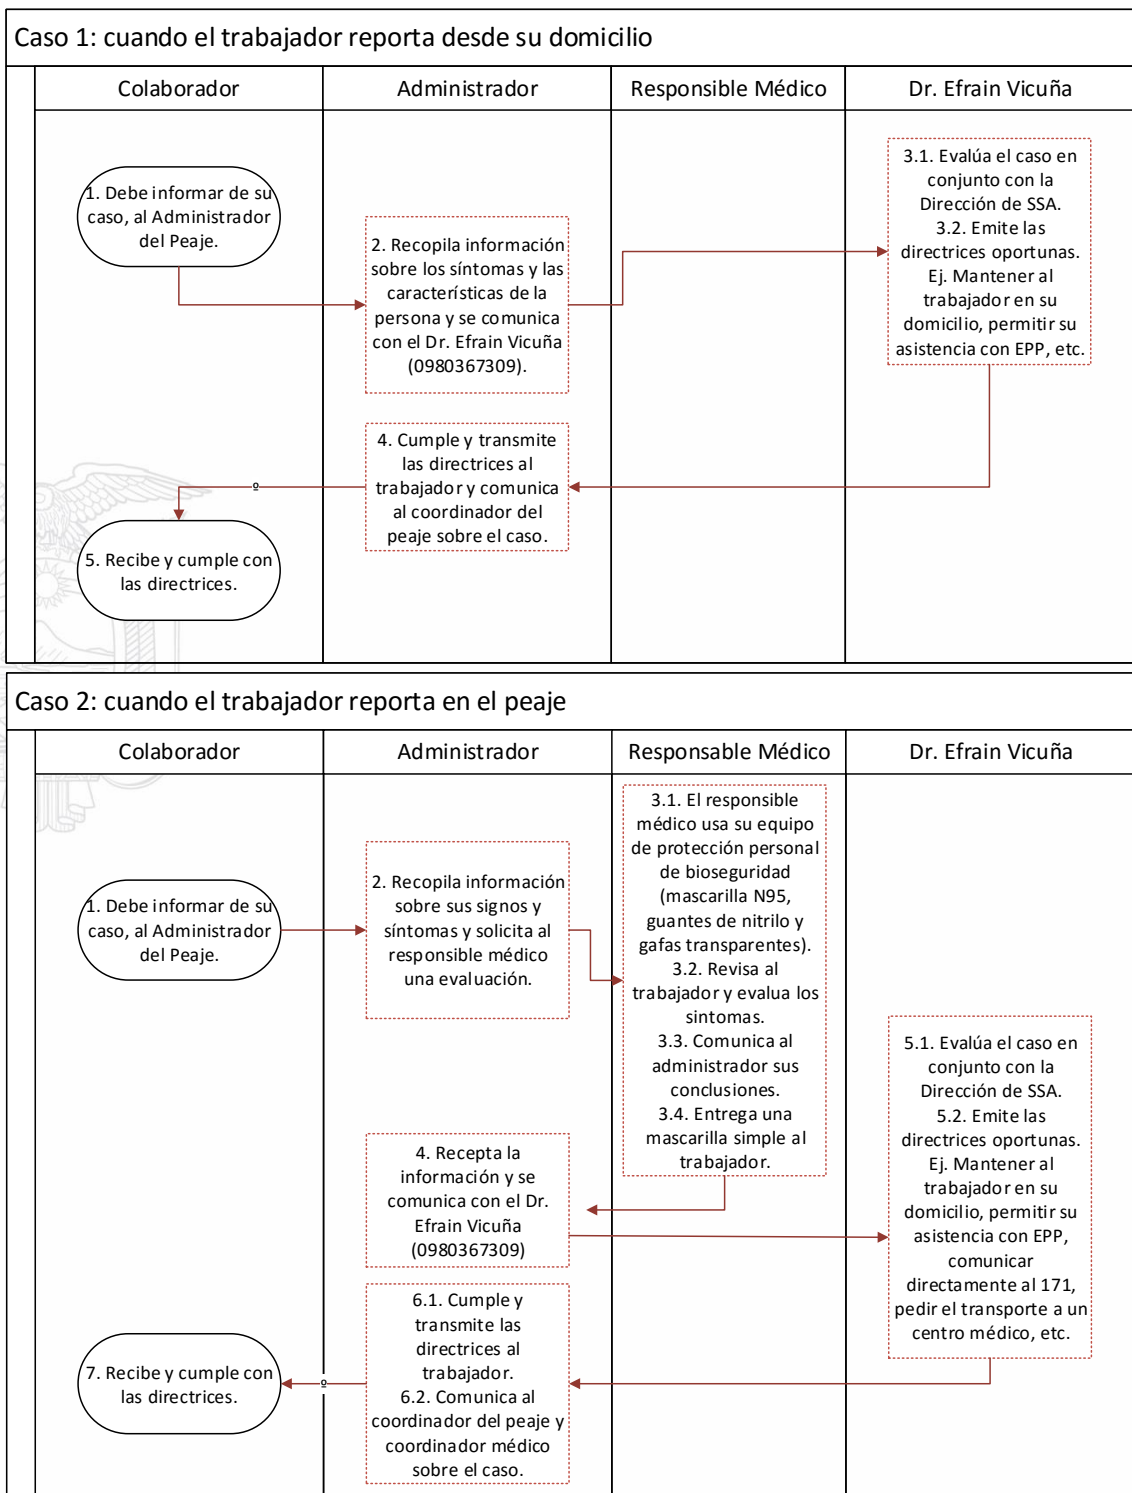 Caso 1: cuando el trabajador reporta desde su domicilio
Colaborador
Administrador
Responsible Médico
Dr. Efrain Vicuña
1. Debe informar de su
caso, al Administrador
del Peaje.
2. Recopila información
sobre los síntomas y las
características de la
persona y se comunica
con el Dr. Efrain Vicuña
(0980367309).
3.1. Evalúa el caso en
conjunto con la
Dirección de SSA.
3.2. Emite las
directrices oportunas.
Ej. Mantener al
trabajador en su
domicilio, permitir su
asistencia con EPP, etc.
4. Cumple y transmite
las directrices al
trabajador y comunica
al coordinador del
peaje sobre el caso.
º
5. Recibe y cumple con
las directrices.
Caso 2: cuando el trabajador reporta en el peaje
Colaborador
Administrador
Responsable Médico
Dr. Efrain Vicuña
1. Debe informar de su
caso, al Administrador
del Peaje.
2. Recopila información
sobre sus signos y
síntomas y solicita al
responsible médico
una evaluación.
3.1. El responsible
médico usa su equipo
de protección personal
de bioseguridad
(mascarilla N95,
guantes de nitrilo y
gafas transparentes).
3.2. Revisa al
trabajador y evalua los
sintomas.
3.3. Comunica al
administrador sus
conclusiones.
3.4. Entrega una
mascarilla simple al
trabajador.
4. Recepta la
información y se
comunica con el Dr.
Efrain Vicuña
(0980367309)
5.1. Evalúa el caso en
conjunto con la
Dirección de SSA.
5.2. Emite las
directrices oportunas.
Ej. Mantener al
trabajador en su
domicilio, permitir su
asistencia con EPP,
comunicar
directamente al 171,
pedir el transporte a un
centro médico, etc.
6.1. Cumple y
transmite las
directrices al
trabajador.
6.2. Comunica al
coordinador del peaje y
coordinador médico
sobre el caso.
º
7. Recibe y cumple con
las directrices.